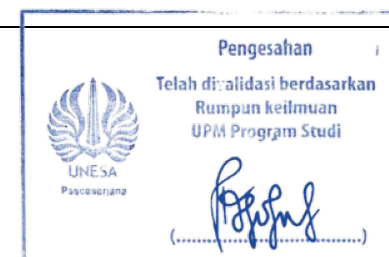 Pengesahan
Telah divalidasi berdasarkan
Rumpun keilmuan
UPM Program Studi
UNESA
Pascasarjana
(........................................)